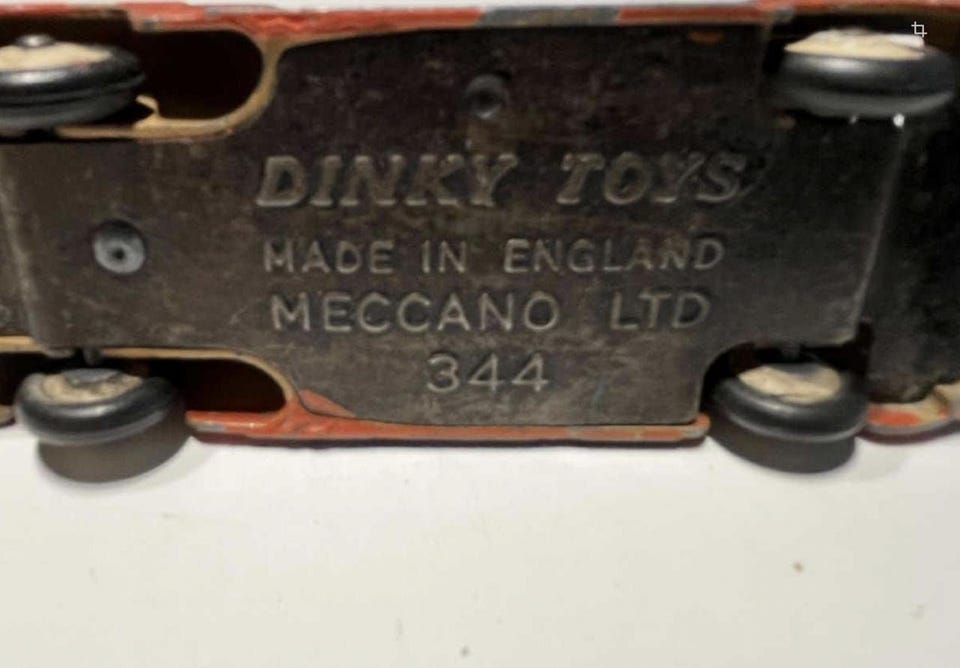 DINKY TOYS
MADE IN ENGLAND
MECCANO LTD
344